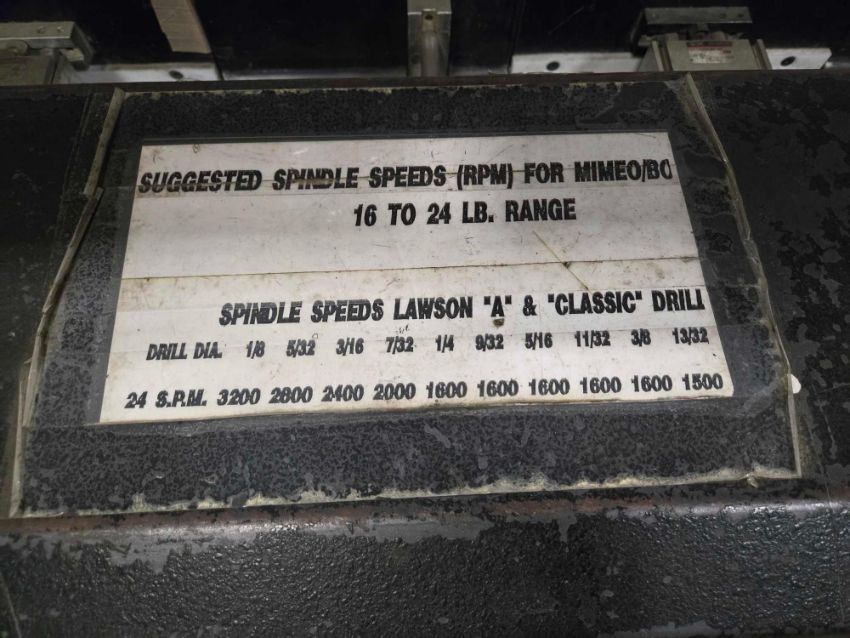 SUGGESTED SPINDLE SPEEDS (RPM) FOR MIMEO/BO
16 TO 24 LB. RANGE
SPINDLE SPEEDS LAWSON "A" & "CLASSIC" DRILL
DRILL DIA. 1/8 5/32 3/16 7/32 1/4 9/32 5/16 11/32 3/8 13/32
24 S.P.M. 3200 2800 2400 2000 1600 1600 1600 1600 1600 1500